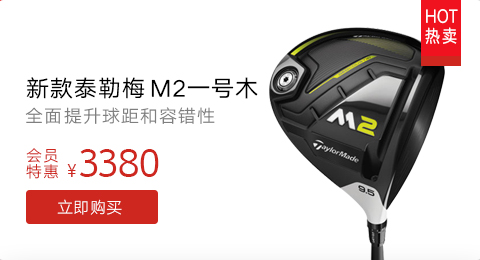 HOT
热卖
新款泰勒梅 M2一号木
全面提升球距和容错性
会员
特惠 ¥3380
立即购买
M2
TaylorMade
9.5